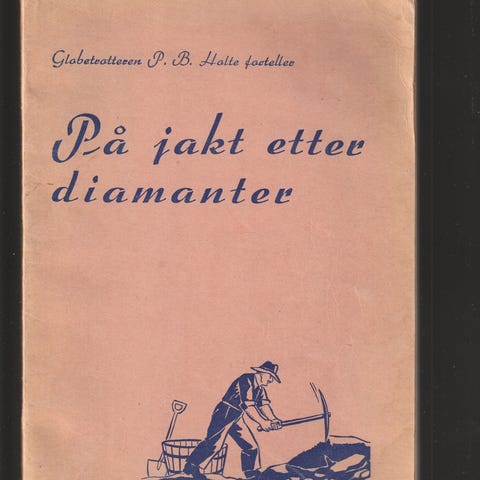 Globetrotteren P. B. Holte forteller
På jakt etter
diamanter